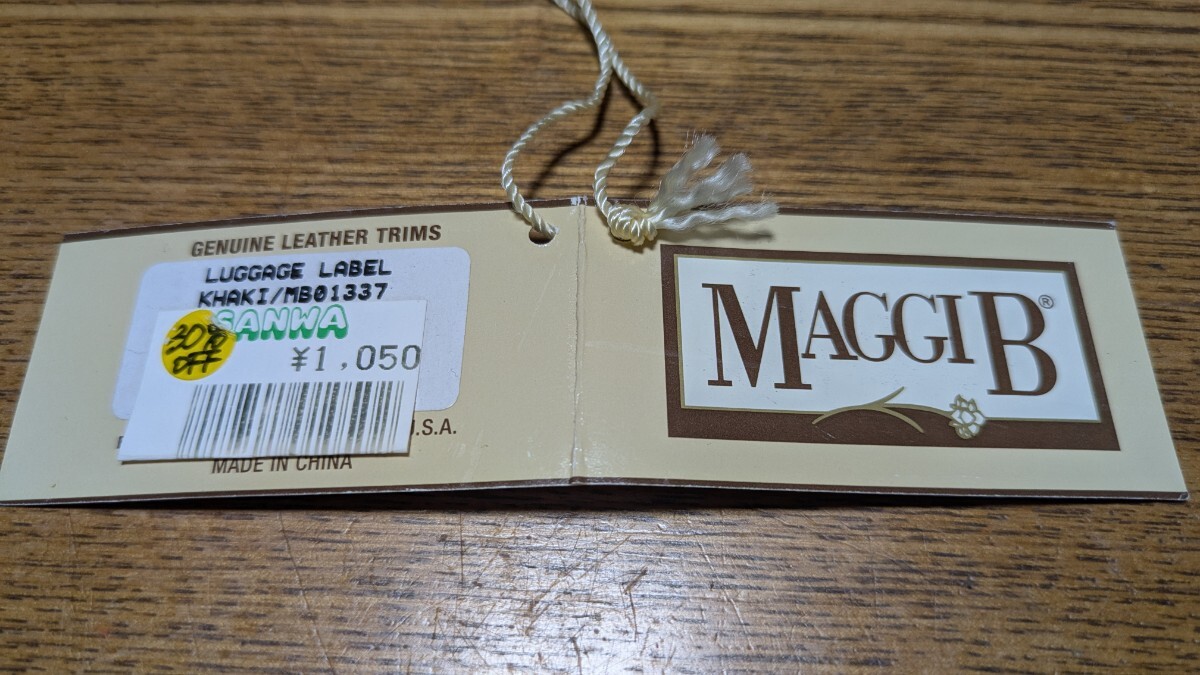 GENUINE LEATHER TRIMS
LUGGAGE LABEL
KHAKI/MB01337
SANWA
30% OFF
¥1,050
U.S.A.
MADE IN CHINA
MAGGI B®